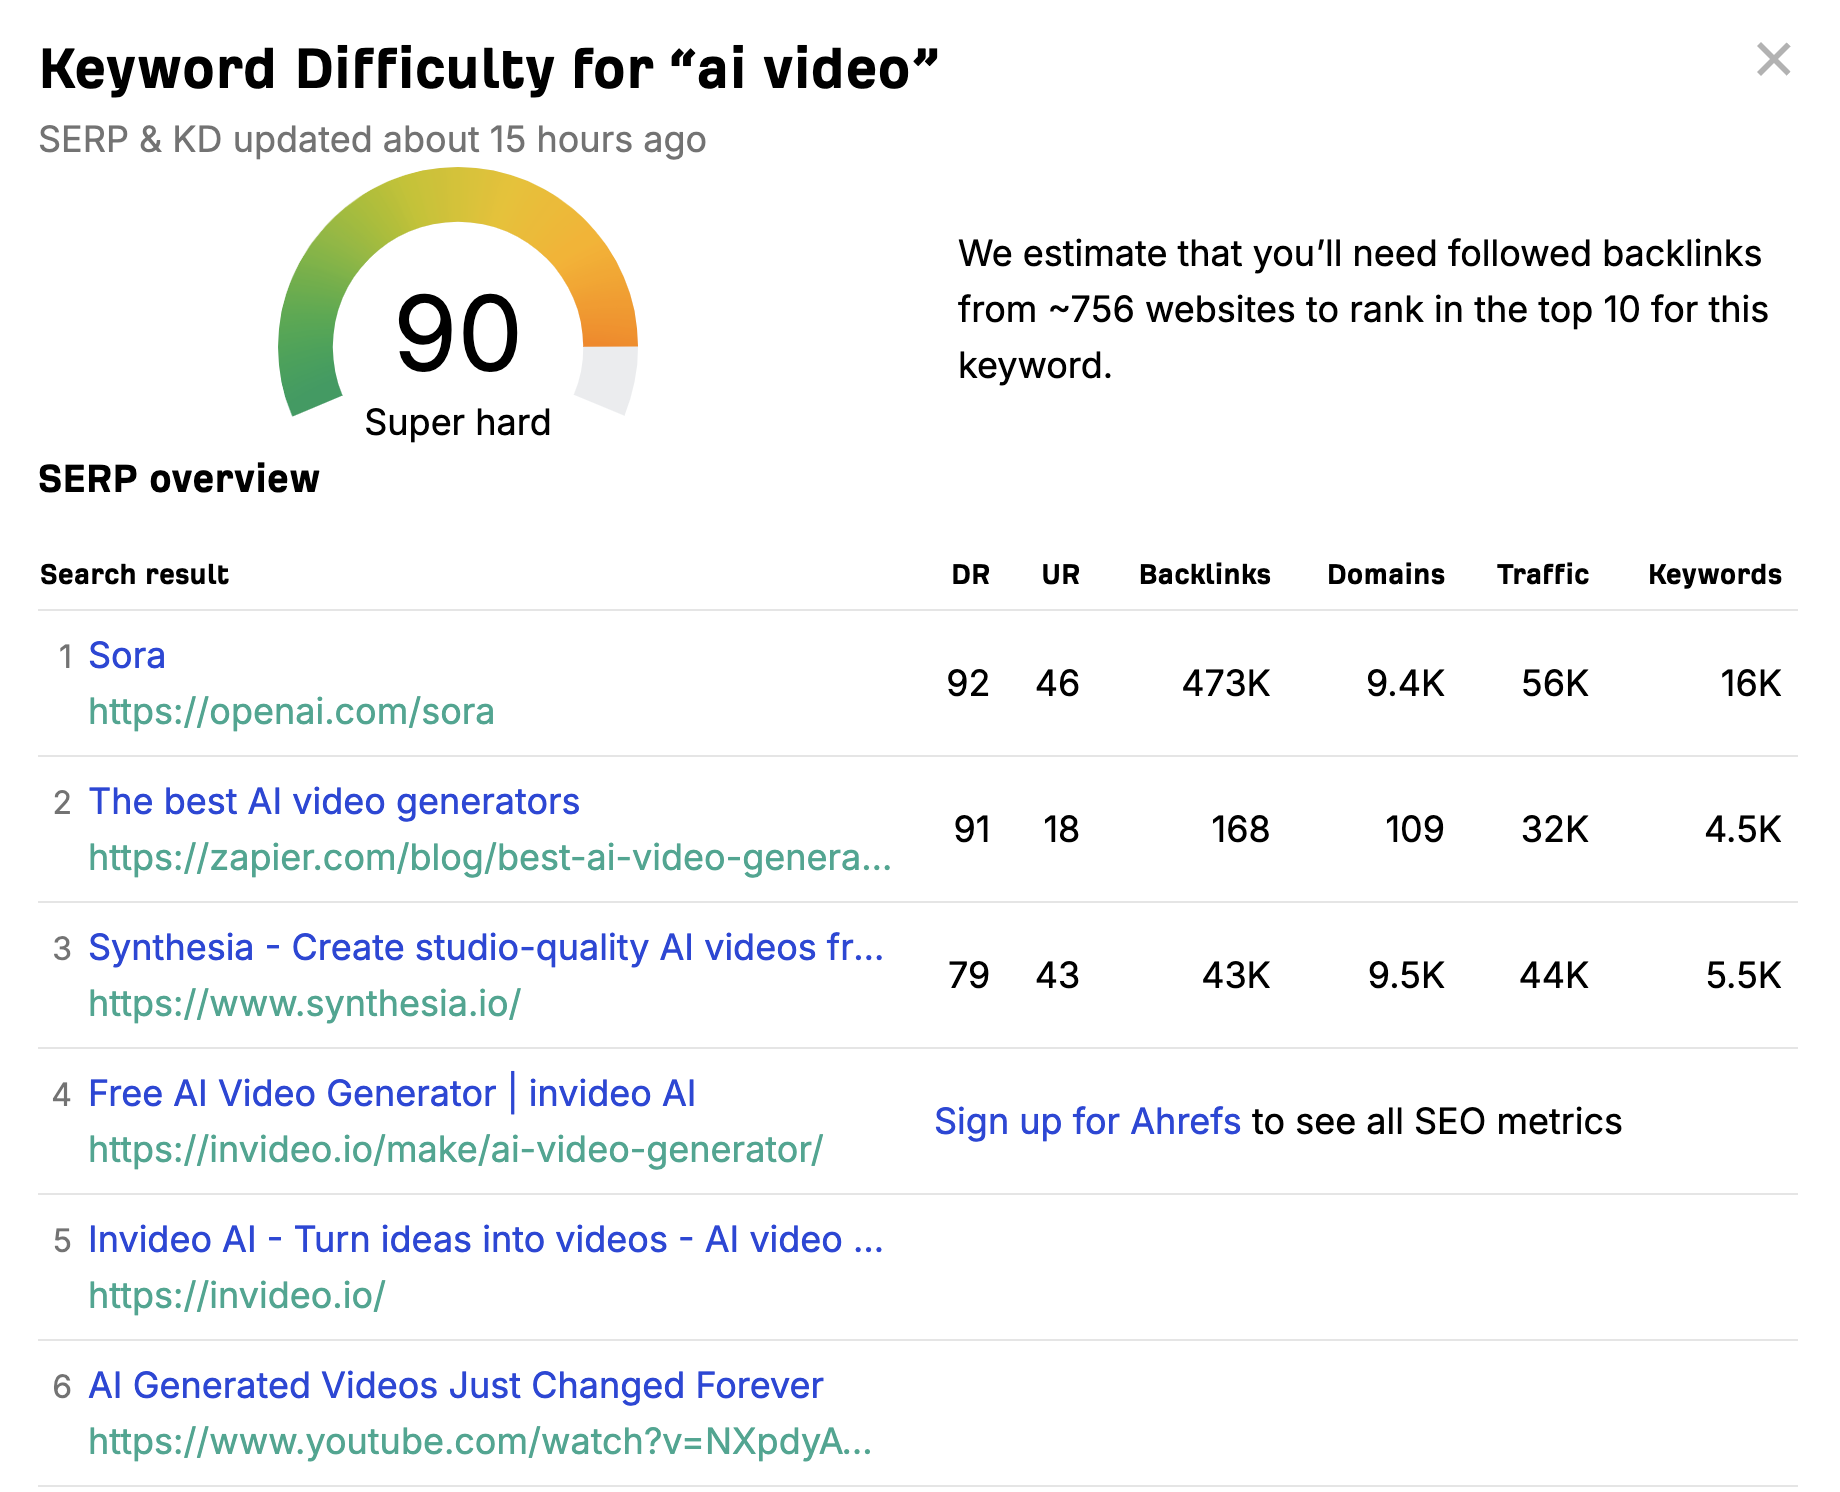 Keyword Difficulty for “ai video”
SERP & KD updated about 15 hours ago
90
Super hard
We estimate that you’ll need followed backlinks
from ~756 websites to rank in the top 10 for this
keyword.
SERP overview
Search result DR UR Backlinks Domains Traffic Keywords
1 Sora
https://openai.com/sora
92 46 473K 9.4K 56K 16K
2 The best AI video generators
https://zapier.com/blog/best-ai-video-genera...
91 18 168 109 32K 4.5K
3 Synthesia - Create studio-quality AI videos fr...
https://www.synthesia.io/
79 43 43K 9.5K 44K 5.5K
4 Free AI Video Generator | invideo AI
https://invideo.io/make/ai-video-generator/
Sign up for Ahrefs to see all SEO metrics
5 Invideo AI - Turn ideas into videos - AI video ...
https://invideo.io/
6 AI Generated Videos Just Changed Forever
https://www.youtube.com/watch?v=NXpdyA...